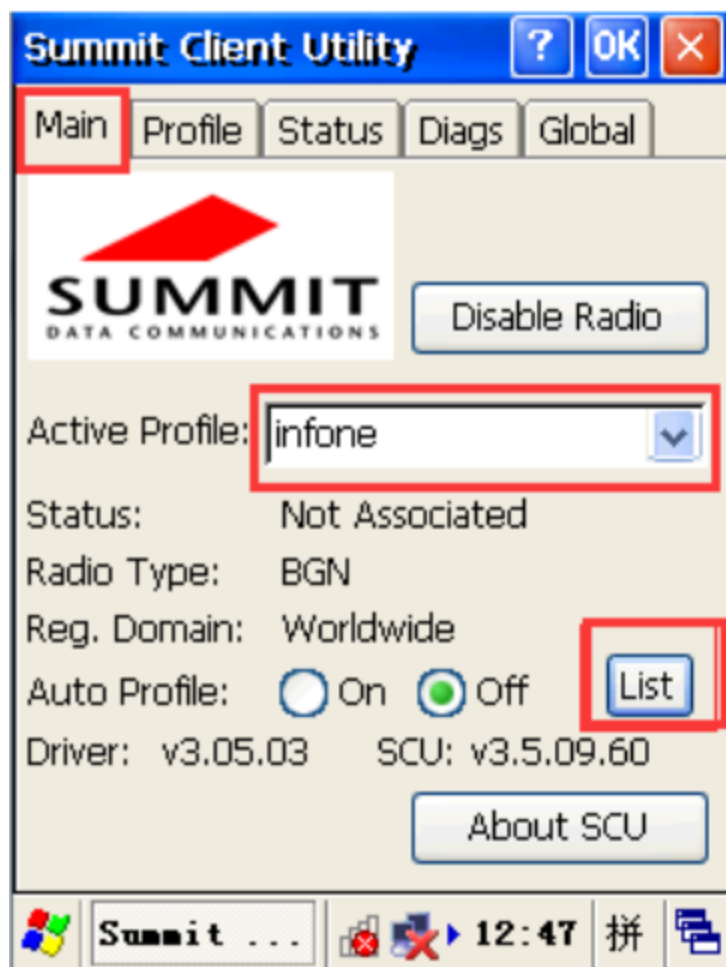 Summit Client Utility ? OK
Main Profile Status Diags Global
SUMMIT
DATA COMMUNICATIONS
Disable Radio
Active Profile: infone
Status: Not Associated
Radio Type: BGN
Reg. Domain: Worldwide
Auto Profile: On Off List
Driver: v3.05.03 SCU: v3.5.09.60
About SCU
Summit ... 12:47 拼